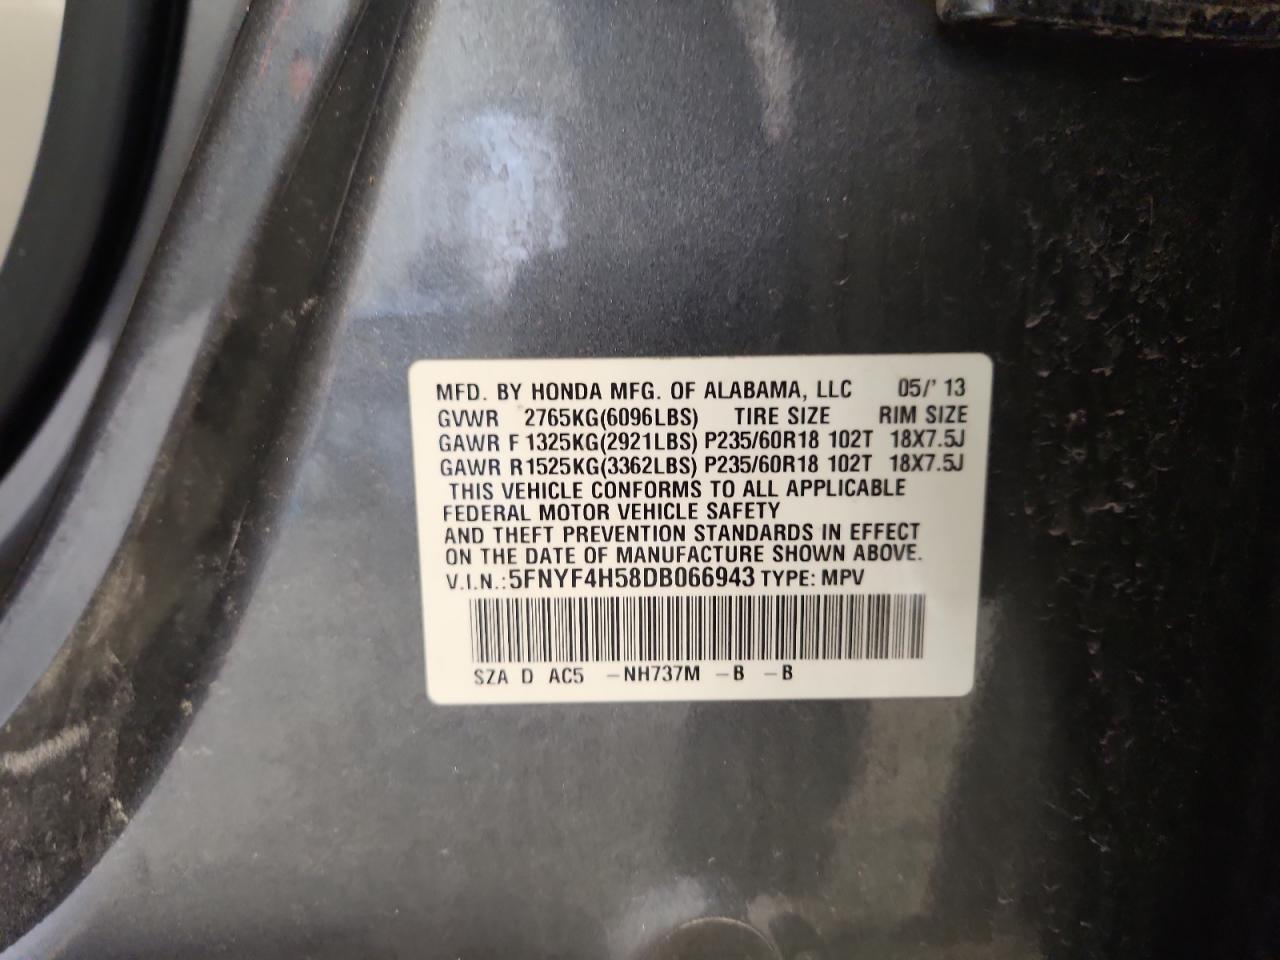 MFD. BY HONDA MFG. OF ALABAMA, LLC 05/' 13
GVWR 2765KG(6096LBS) TIRE SIZE RIM SIZE
GAWR F 1325KG(2921LBS) P235/60R18 102T 18X7.5J
GAWR R1525KG(3362LBS) P235/60R18 102T 18X7.5J
THIS VEHICLE CONFORMS TO ALL APPLICABLE
FEDERAL MOTOR VEHICLE SAFETY
AND THEFT PREVENTION STANDARDS IN EFFECT
ON THE DATE OF MANUFACTURE SHOWN ABOVE.
V.I.N.:5FNYF4H58DB066943 TYPE: MPV
SZA D AC5 -NH737M -B -B